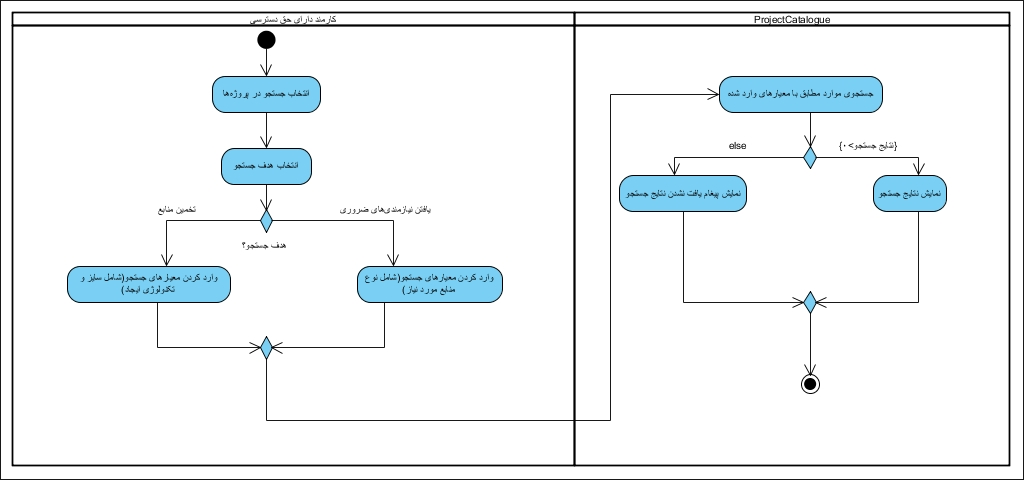 کارمند دارای حق دسترسی
ProjectCatalogue
انتخاب جستجو در پروژه‌ها
انتخاب هدف جستجو
تخمین منابع
یافتن نیازمندی‌های ضروری
هدف جستجو؟
وارد کردن معیارهای جستجو(شامل سایز و
تکنولوژی ایجاد)
وارد کردن معیارهای جستجو(شامل نوع
منابع مورد نیاز)
جستجوی موارد مطابق با معیارهای وارد شده
else
{نتایج جستجو>۰}
نمایش پیغام یافت نشدن نتایج جستجو
نمایش نتایج جستجو